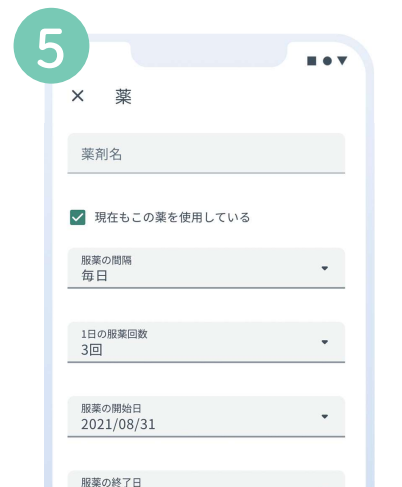 5
薬
薬剤名
現在もこの薬を使用している
服薬の間隔
毎日
1日の服薬回数
3回
服薬の開始日
2021/08/31
服薬の終了日